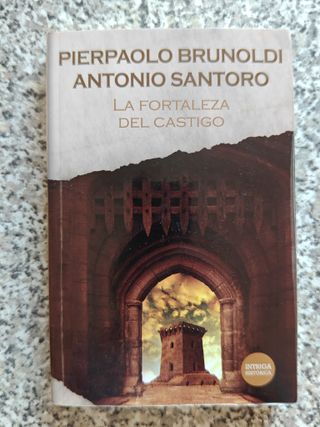 PIERPAOLO BRUNOLDI
ANTONIO SANTORO
LA FORTALEZA
DEL CASTIGO
INTRIGA
HISTÓRICA